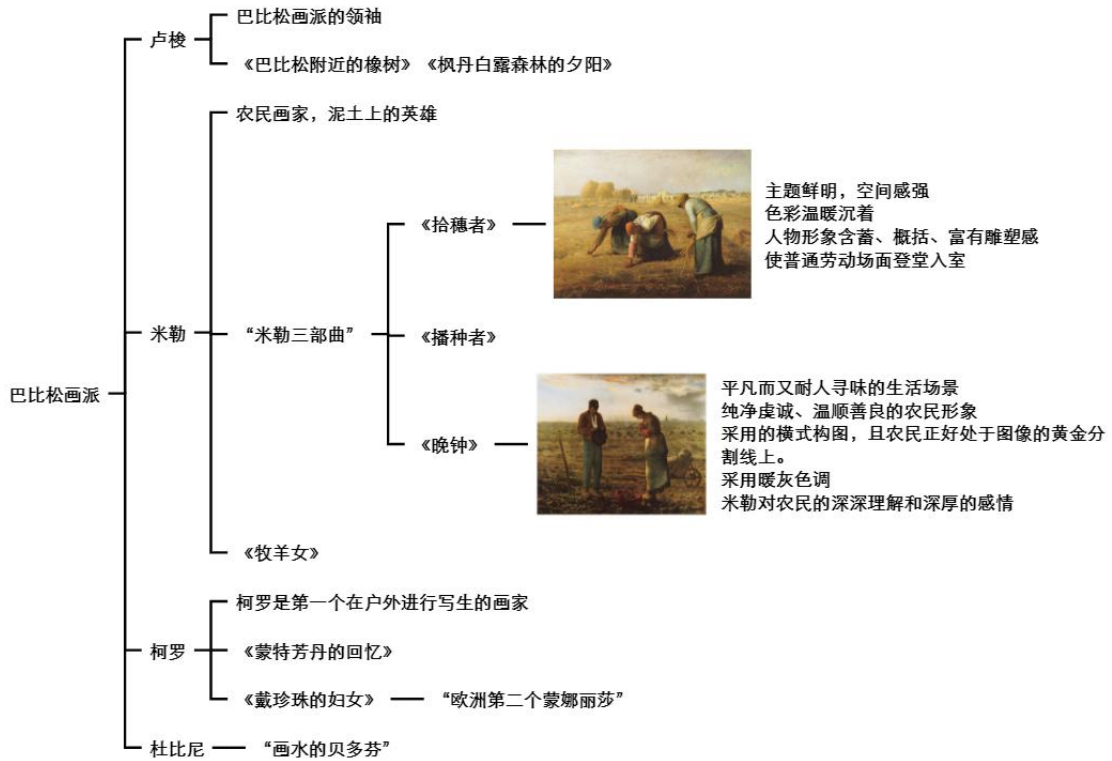 巴比松画派
卢梭
巴比松画派的领袖
《巴比松附近的橡树》《枫丹白露森林的夕阳》
米勒
农民画家，泥土上的英雄
“米勒三部曲”
《拾穗者》
主题鲜明，空间感强
色彩温暖沉着
人物形象含蓄、概括、富有雕塑感
使普通劳动场面登堂入室
《播种者》
《晚钟》
平凡而又耐人寻味的生活场景
纯净虔诚、温顺善良的农民形象
采用的横式构图，且农民正好处于图像的黄金分
割线上。
采用暖灰色调
米勒对农民的深深理解和深厚的感情
《牧羊女》
柯罗
柯罗是第一个在户外进行写生的画家
《蒙特芳丹的回忆》
《戴珍珠的妇女》
“欧洲第二个蒙娜丽莎”
杜比尼
“画水的贝多芬”